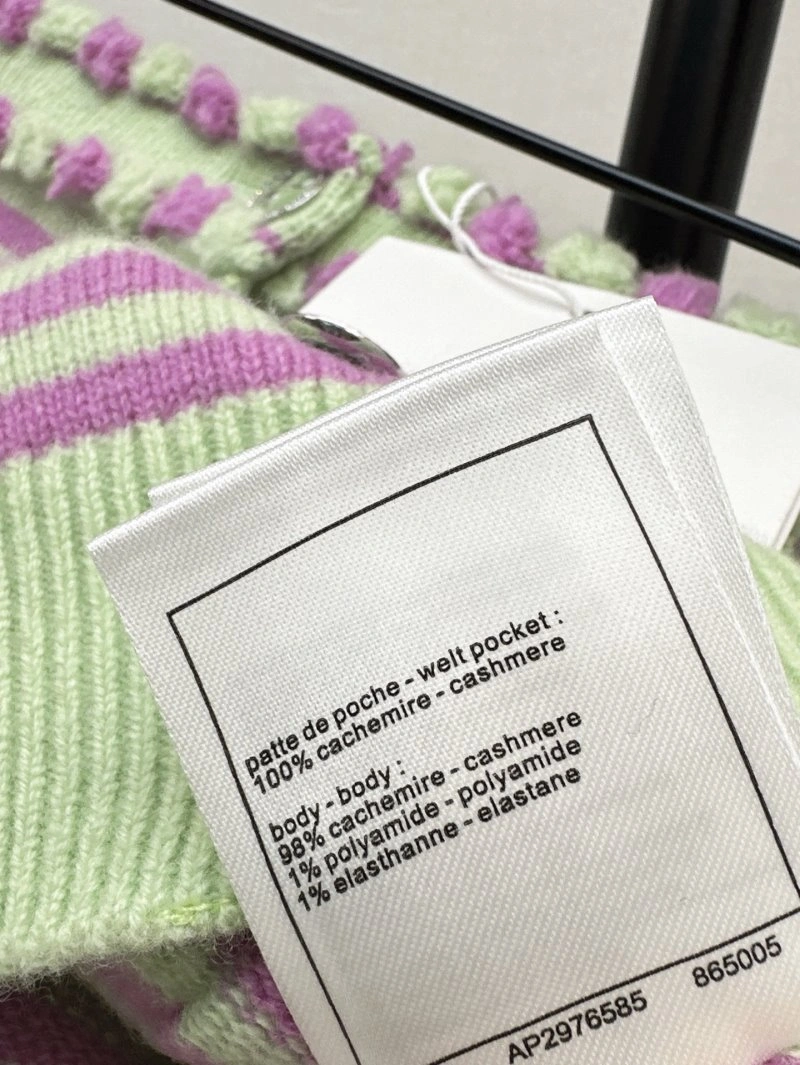 patte de poche - welt pocket :
100% cachemire - cashmere
body - body :
98% cachemire - cashmere
1% polyamide - polyamide
1% elasthanne - elastane
AP2976585 865005